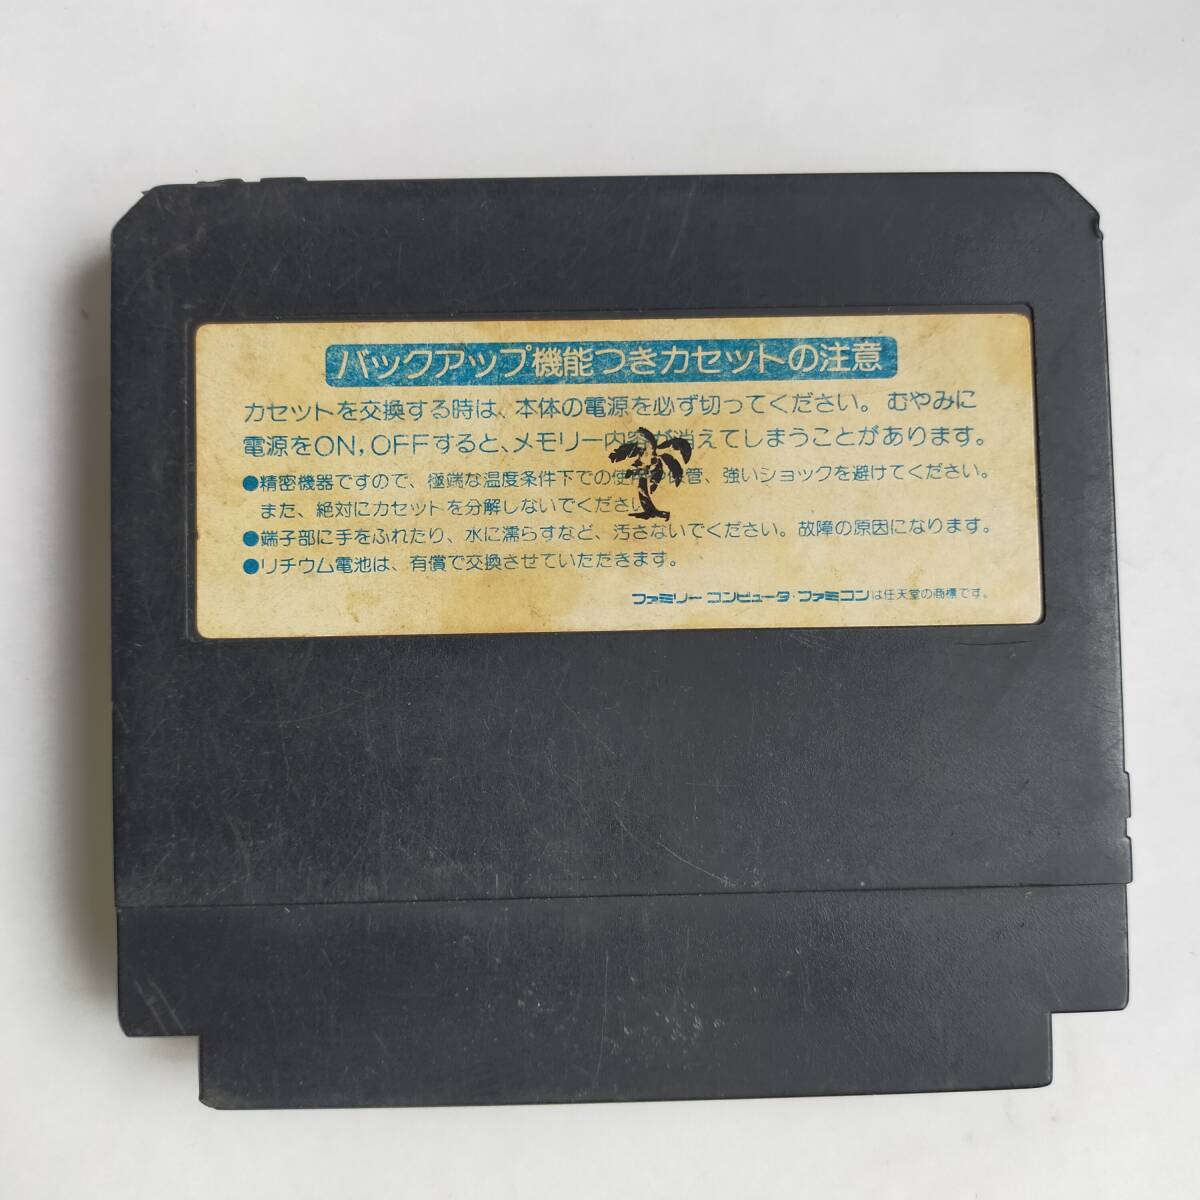 バックアップ機能つきカセットの注意
カセットを交換する時は、本体の電源を必ず切ってください。むやみに
電源をON,OFFすると、メモリー内容が消えてしまうことがあります。
●精密機器ですので、極端な温度条件下での使用や保管、強いショックを避けてください。
また、絶対にカセットを分解しないでください
●端子部に手をふれたり、水に濡らすなど、汚さないでください。故障の原因になります。
●リチウム電池は、有償で交換させていただきます。
ファミリーコンピュータ・ファミコンは任天堂の商標です。